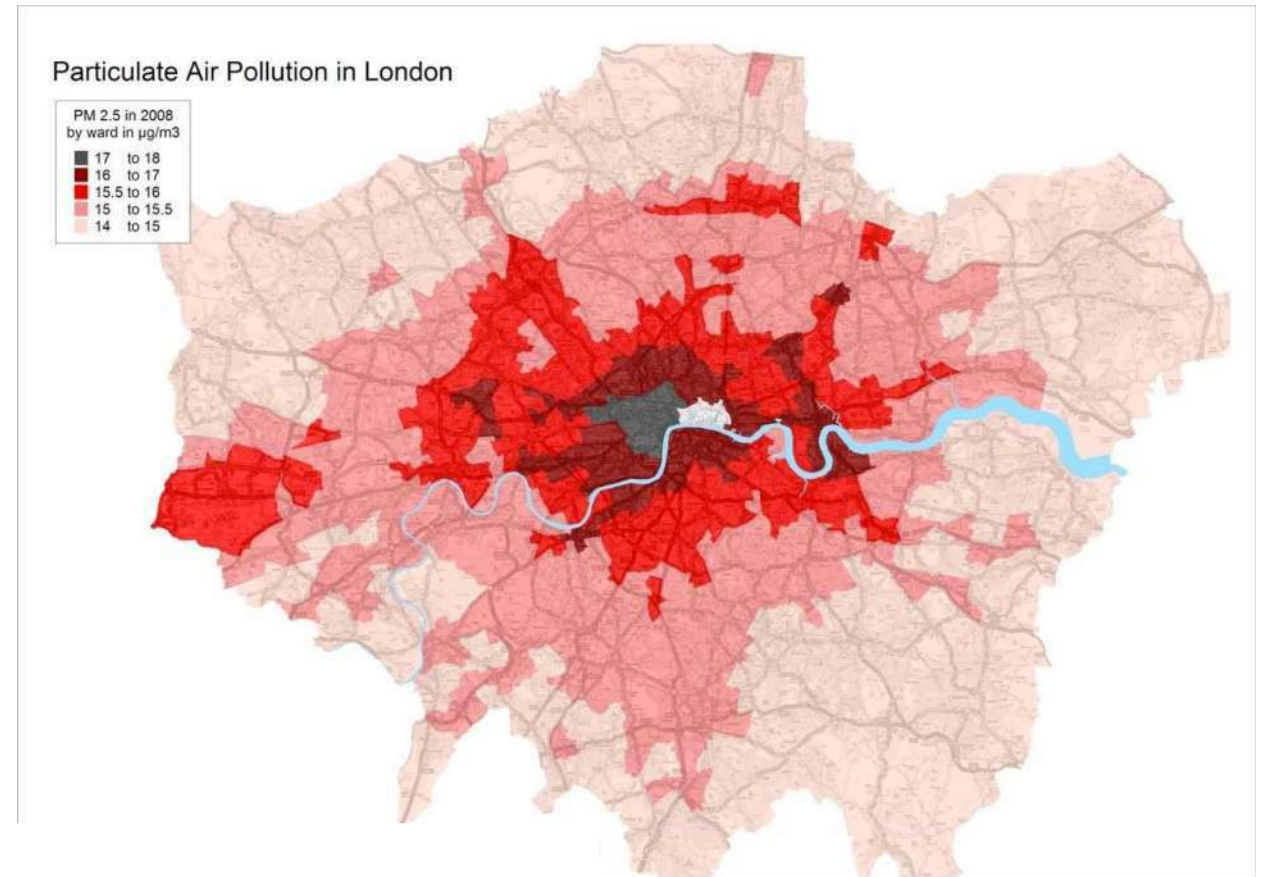 Particulate Air Pollution in London
PM 2.5 in 2008
by ward in µg/m3
17 to 18
16 to 17
15.5 to 16
15 to 15.5
14 to 15